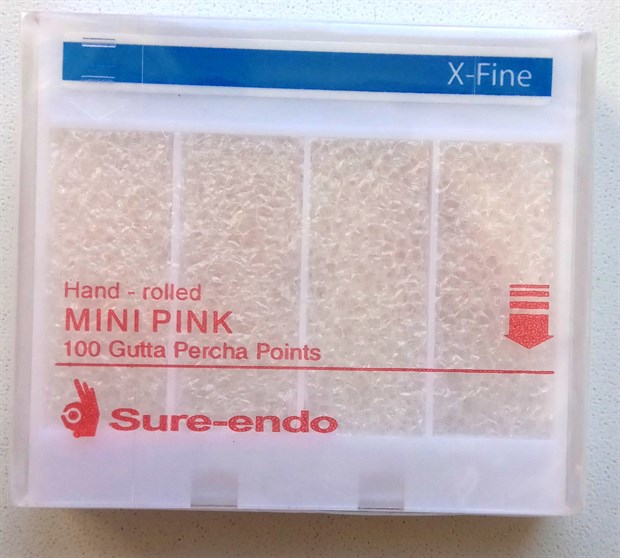 X-Fine
Hand - rolled
MINI PINK
100 Gutta Percha Points
Sure-endo